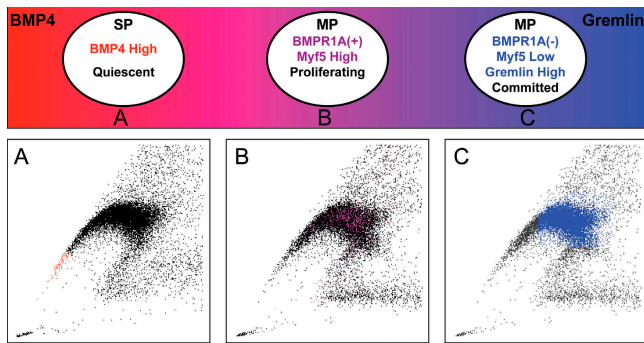 BMP4
SP
BMP4 High
Quiescent
A
MP
BMPR1A(+)
Myf5 High
Proliferating
B
MP
BMPR1A(-)
Myf5 Low
Gremlin High
Committed
C
Gremlin
A
B
C